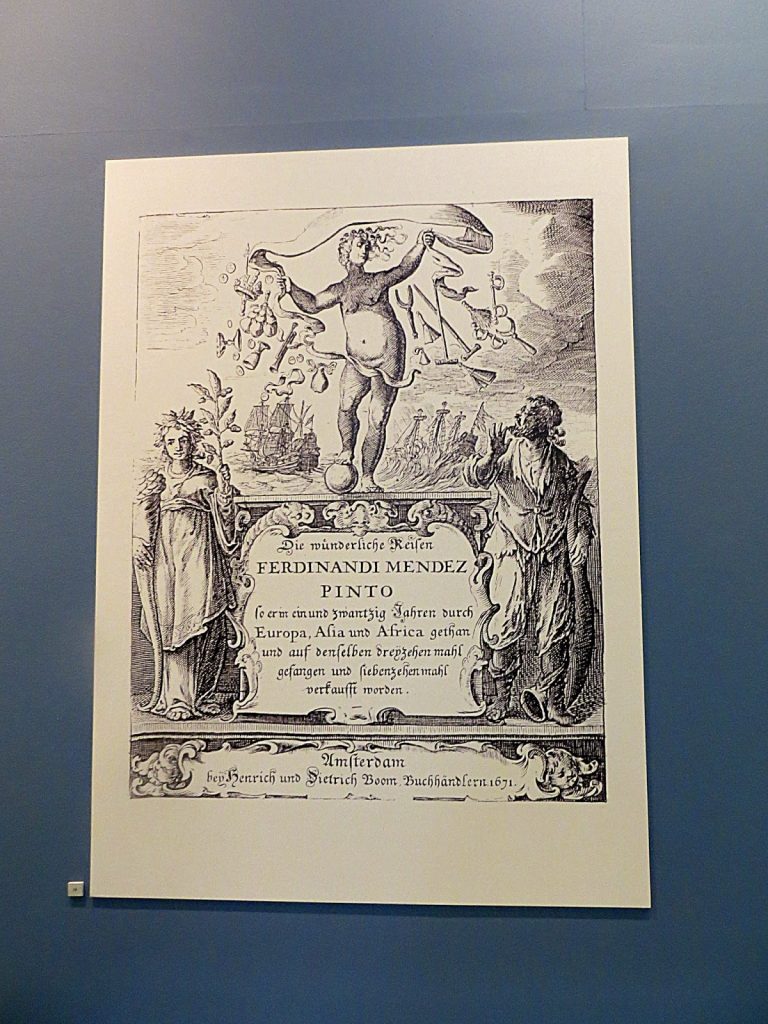 Die wünderliche Reisen
FERDINANDI MENDEZ
PINTO
so er in ein und zwantzig Jahren durch
Europa, Asia und Africa gethan/
und auf denselben dreyzehen mahl
gefangen und siebenzehen mahl
verkaufft worden.
Amsterdam
bey Henrich und Dietrich Boom, Buchhändlern. 1671.